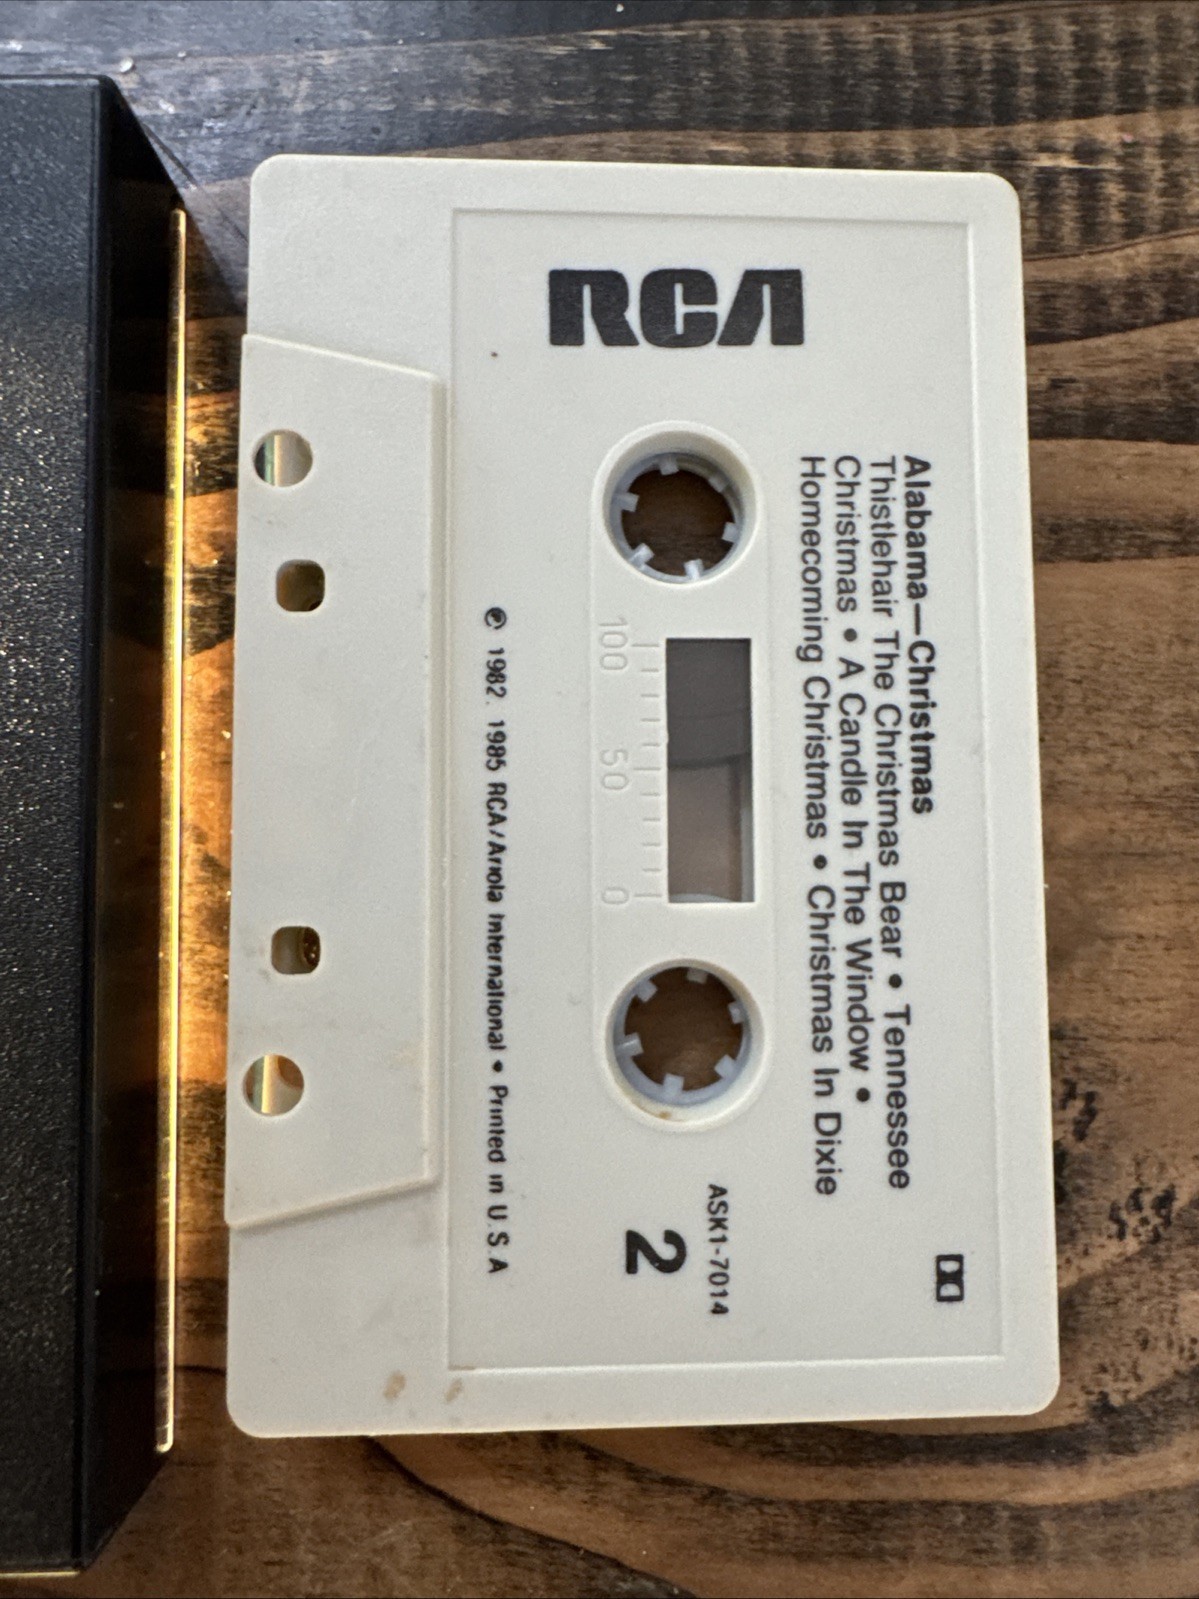 RCA
Alabama—Christmas
Thistlehair The Christmas Bear • Tennessee
Christmas • A Candle In The Window •
Homecoming Christmas • Christmas In Dixie
ASK1-7014
2
100 50 0
℗ 1982. 1985 RCA/Ariola International • Printed in U.S.A